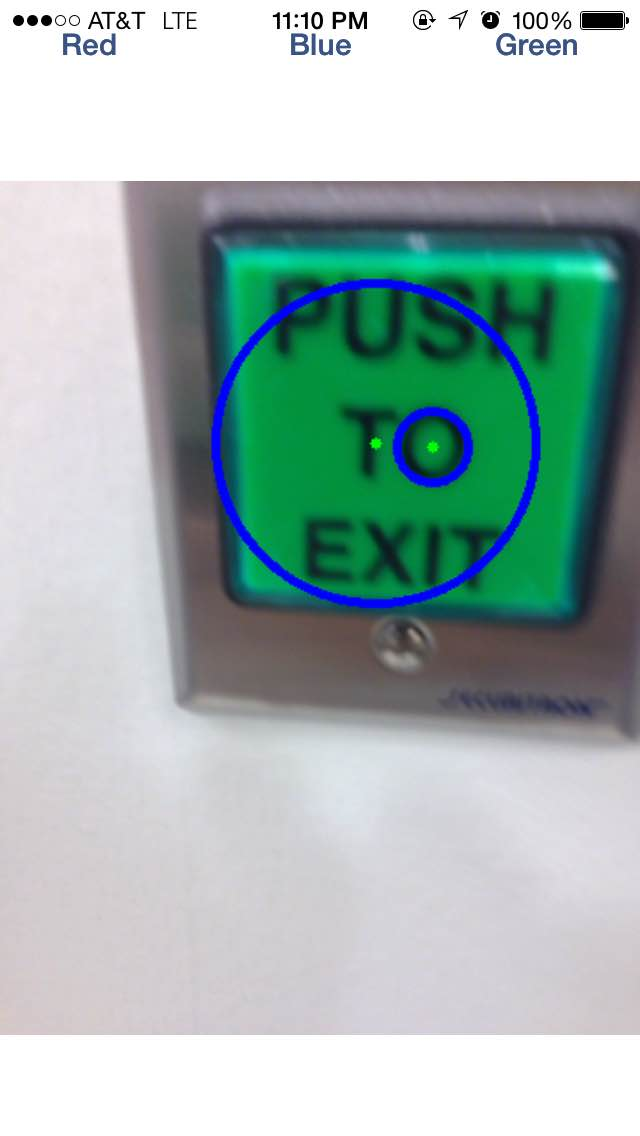 AT&T LTE 11:10 PM 100%
Red Blue Green
PUSH
TO
EXIT